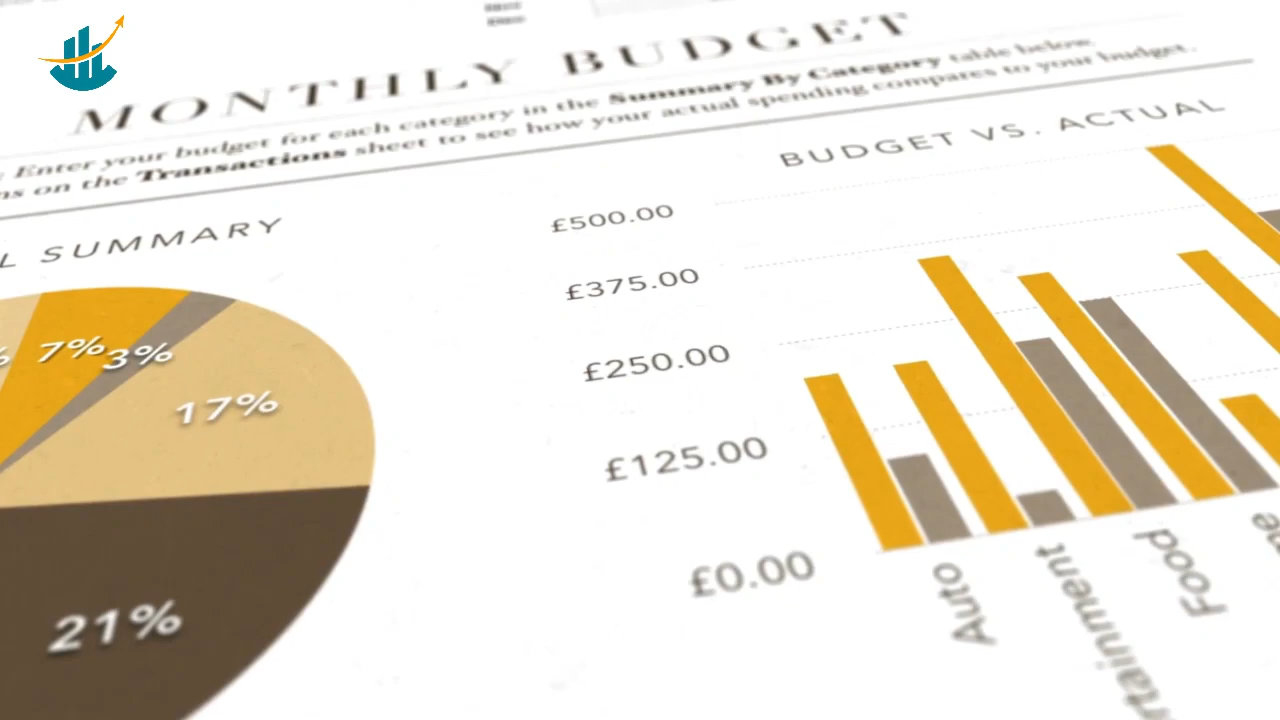 MONTHLY BUDGET
Enter your budget for each category in the Summary By Category table below.
ns on the Transactions sheet to see how your actual spending compares to your budget.
L SUMMARY
BUDGET VS. ACTUAL
7%
3%
17%
21%
£500.00
£375.00
£250.00
£125.00
£0.00
Auto
rtainment
Food